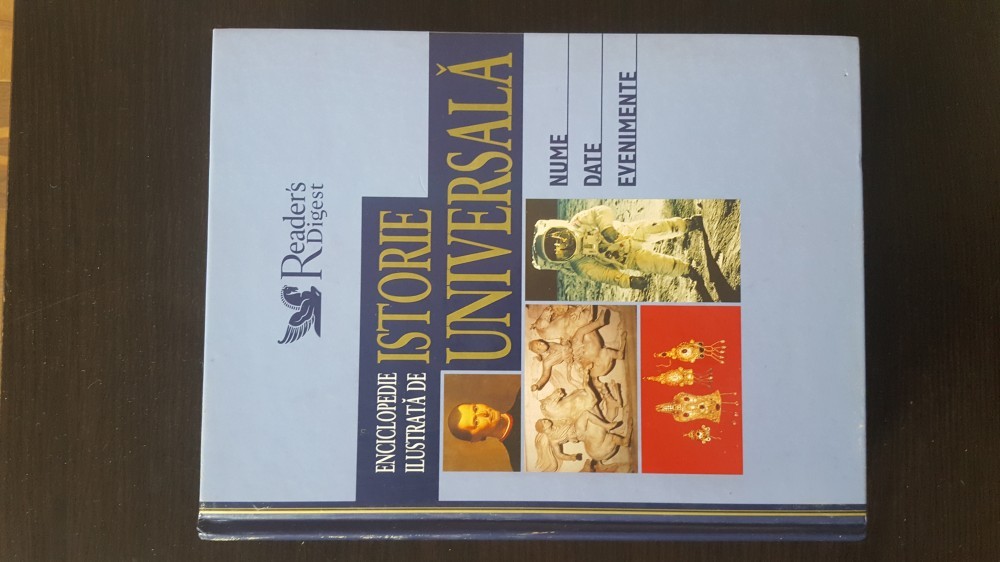 Reader's
Digest
ENCICLOPEDIE
ILUSTRATĂ DE
ISTORIE
UNIVERSALĂ
NUME
DATE
EVENIMENTE